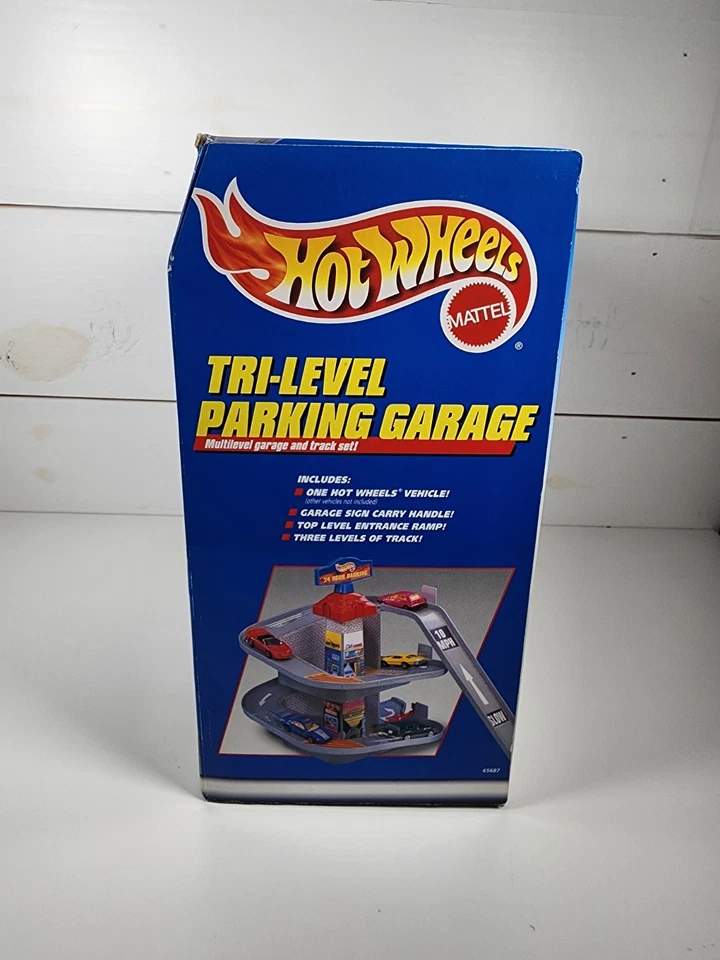 HOT WHEELS
MATTEL
®
TRI-LEVEL
PARKING GARAGE
Multilevel garage and track set!
INCLUDES:
ONE HOT WHEELS® VEHICLE!
(other vehicles not included)
GARAGE SIGN CARRY HANDLE!
TOP LEVEL ENTRANCE RAMP!
THREE LEVELS OF TRACK!
24 HOUR PARKING
10
MPH
SLOW
65687